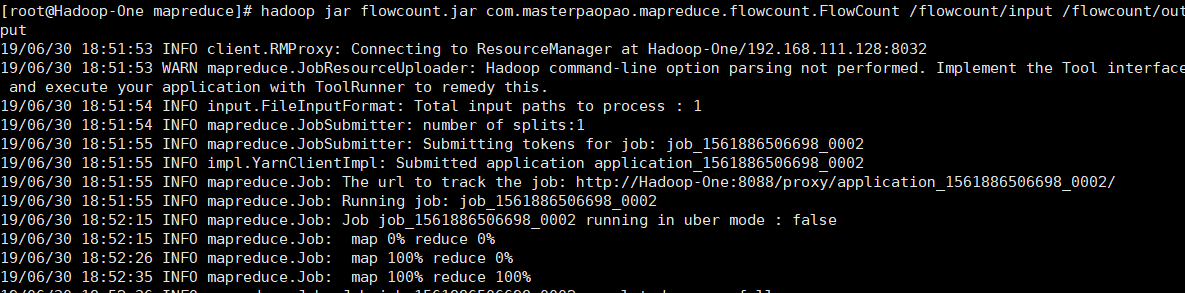 [root@Hadoop-One mapreduce]# hadoop jar flowcount.jar com.masterpaopao.mapreduce.flowcount.FlowCount /flowcount/input /flowcount/out
put
19/06/30 18:51:53 INFO client.RMProxy: Connecting to ResourceManager at Hadoop-One/192.168.111.128:8032
19/06/30 18:51:53 WARN mapreduce.JobResourceUploader: Hadoop command-line option parsing not performed. Implement the Tool interface
 and execute your application with ToolRunner to remedy this.
19/06/30 18:51:54 INFO input.FileInputFormat: Total input paths to process : 1
19/06/30 18:51:54 INFO mapreduce.JobSubmitter: number of splits:1
19/06/30 18:51:55 INFO mapreduce.JobSubmitter: Submitting tokens for job: job_1561886506698_0002
19/06/30 18:51:55 INFO impl.YarnClientImpl: Submitted application application_1561886506698_0002
19/06/30 18:51:55 INFO mapreduce.Job: The url to track the job: http://Hadoop-One:8088/proxy/application_1561886506698_0002/
19/06/30 18:51:55 INFO mapreduce.Job: Running job: job_1561886506698_0002
19/06/30 18:52:15 INFO mapreduce.Job: Job job_1561886506698_0002 running in uber mode : false
19/06/30 18:52:15 INFO mapreduce.Job:  map 0% reduce 0%
19/06/30 18:52:26 INFO mapreduce.Job:  map 100% reduce 0%
19/06/30 18:52:35 INFO mapreduce.Job:  map 100% reduce 100%